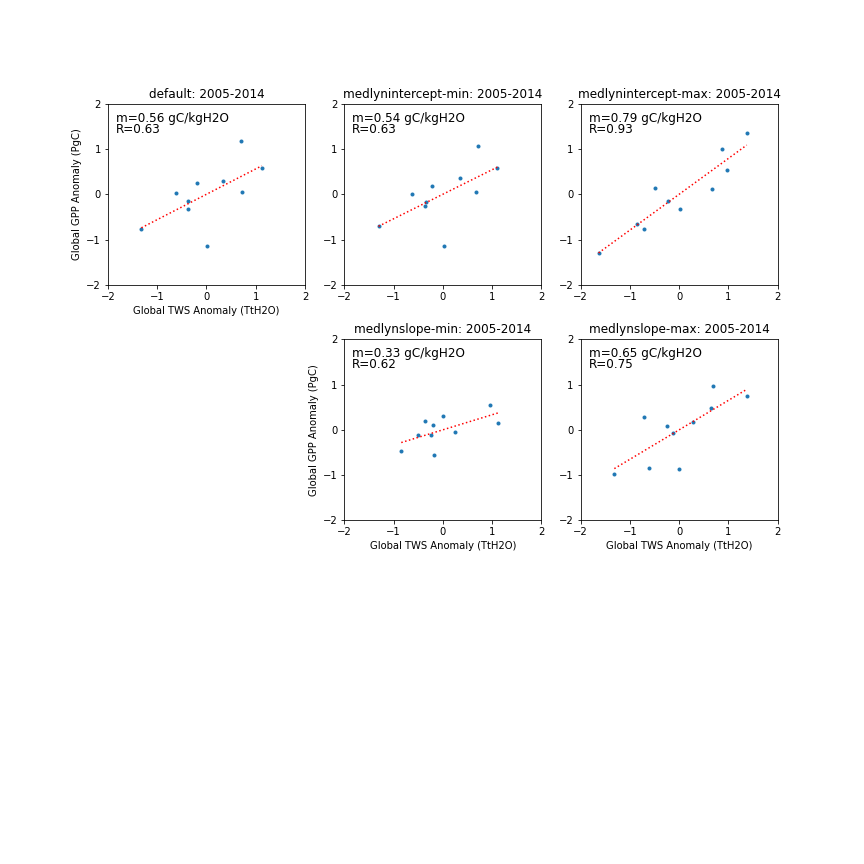 default: 2005-2014
m=0.56 gC/kgH2O
R=0.63
2
1
0
−1
−2
−2 −1 0 1 2
Global GPP Anomaly (PgC)
Global TWS Anomaly (TtH2O)
medlynintercept-min: 2005-2014
m=0.54 gC/kgH2O
R=0.63
2
1
0
−1
−2
−2 −1 0 1 2
medlynintercept-max: 2005-2014
m=0.79 gC/kgH2O
R=0.93
2
1
0
−1
−2
−2 −1 0 1 2
medlynslope-min: 2005-2014
m=0.33 gC/kgH2O
R=0.62
2
1
0
−1
−2
−2 −1 0 1 2
Global GPP Anomaly (PgC)
Global TWS Anomaly (TtH2O)
medlynslope-max: 2005-2014
m=0.65 gC/kgH2O
R=0.75
2
1
0
−1
−2
−2 −1 0 1 2
Global TWS Anomaly (TtH2O)